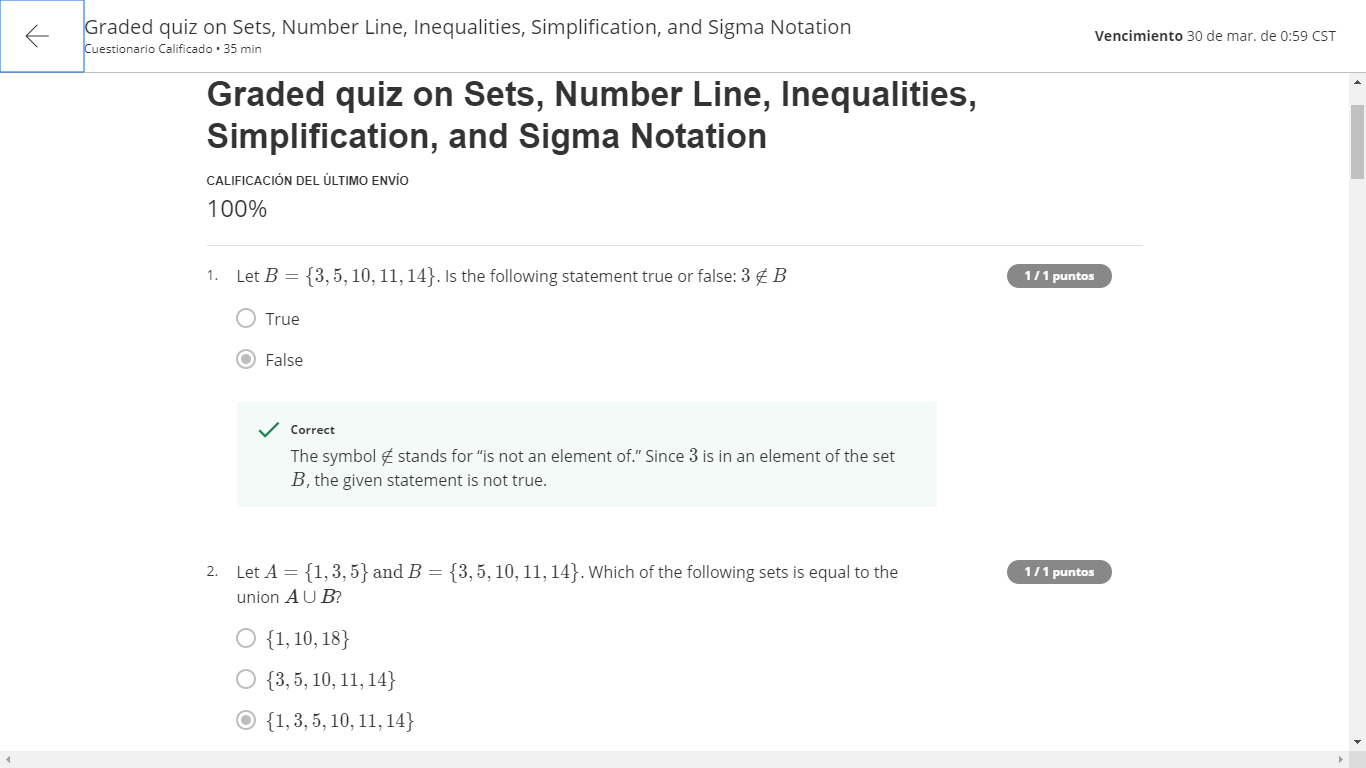 Graded quiz on Sets, Number Line, Inequalities, Simplification, and Sigma Notation
Cuestionario Calificado • 35 min
Vencimiento 30 de mar. de 0:59 CST
Graded quiz on Sets, Number Line, Inequalities,
Simplification, and Sigma Notation
CALIFICACIÓN DEL ÚLTIMO ENVÍO
100%
1. Let B = {3, 5, 10, 11, 14}. Is the following statement true or false: 3 ∉ B
1 / 1 puntos
True
False
Correct
The symbol ∉ stands for “is not an element of.” Since 3 is in an element of the set
B, the given statement is not true.
2. Let A = {1, 3, 5} and B = {3, 5, 10, 11, 14}. Which of the following sets is equal to the
union A ∪ B?
1 / 1 puntos
{1, 10, 18}
{3, 5, 10, 11, 14}
{1, 3, 5, 10, 11, 14}